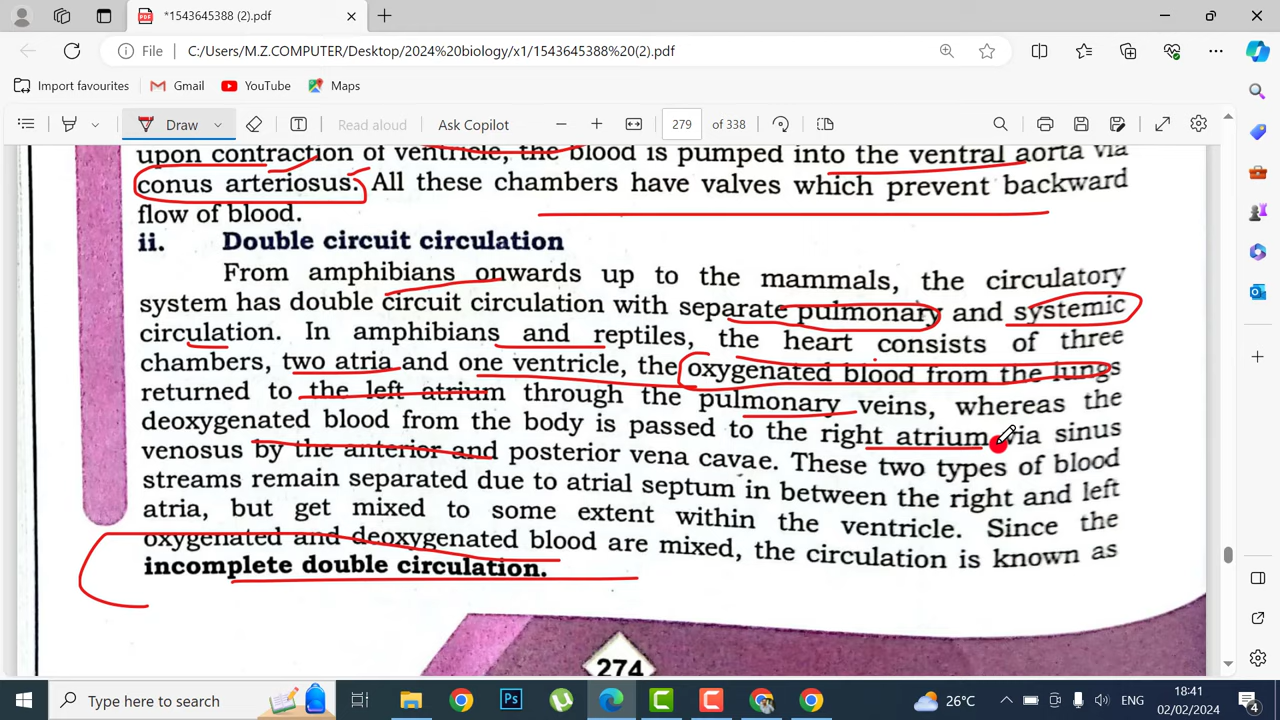 *1543645388 (2).pdf
File
C:/Users/M.Z.COMPUTER/Desktop/2024%20biology/x1/1543645388%20(2).pdf
Import favourites
Gmail
YouTube
Maps
Draw
Read aloud
Ask Copilot
279
of 338
upon contraction of ventricle, the blood is pumped into the ventral aorta via
conus arteriosus. All these chambers have valves which prevent backward
flow of blood.
ii. Double circuit circulation
From amphibians onwards up to the mammals, the circulatory
system has double circuit circulation with separate pulmonary and systemic
circulation. In amphibians and reptiles, the heart consists of three
chambers, two atria and one ventricle, the oxygenated blood from the lungs
returned to the left atrium through the pulmonary veins, whereas the
deoxygenated blood from the body is passed to the right atrium via sinus
venosus by the anterior and posterior vena cavae. These two types of blood
streams remain separated due to atrial septum in between the right and left
atria, but get mixed to some extent within the ventricle. Since the
oxygenated and deoxygenated blood are mixed, the circulation is known as
incomplete double circulation.
274
Type here to search
Ps
26°C
ENG
18:41
02/02/2024
4